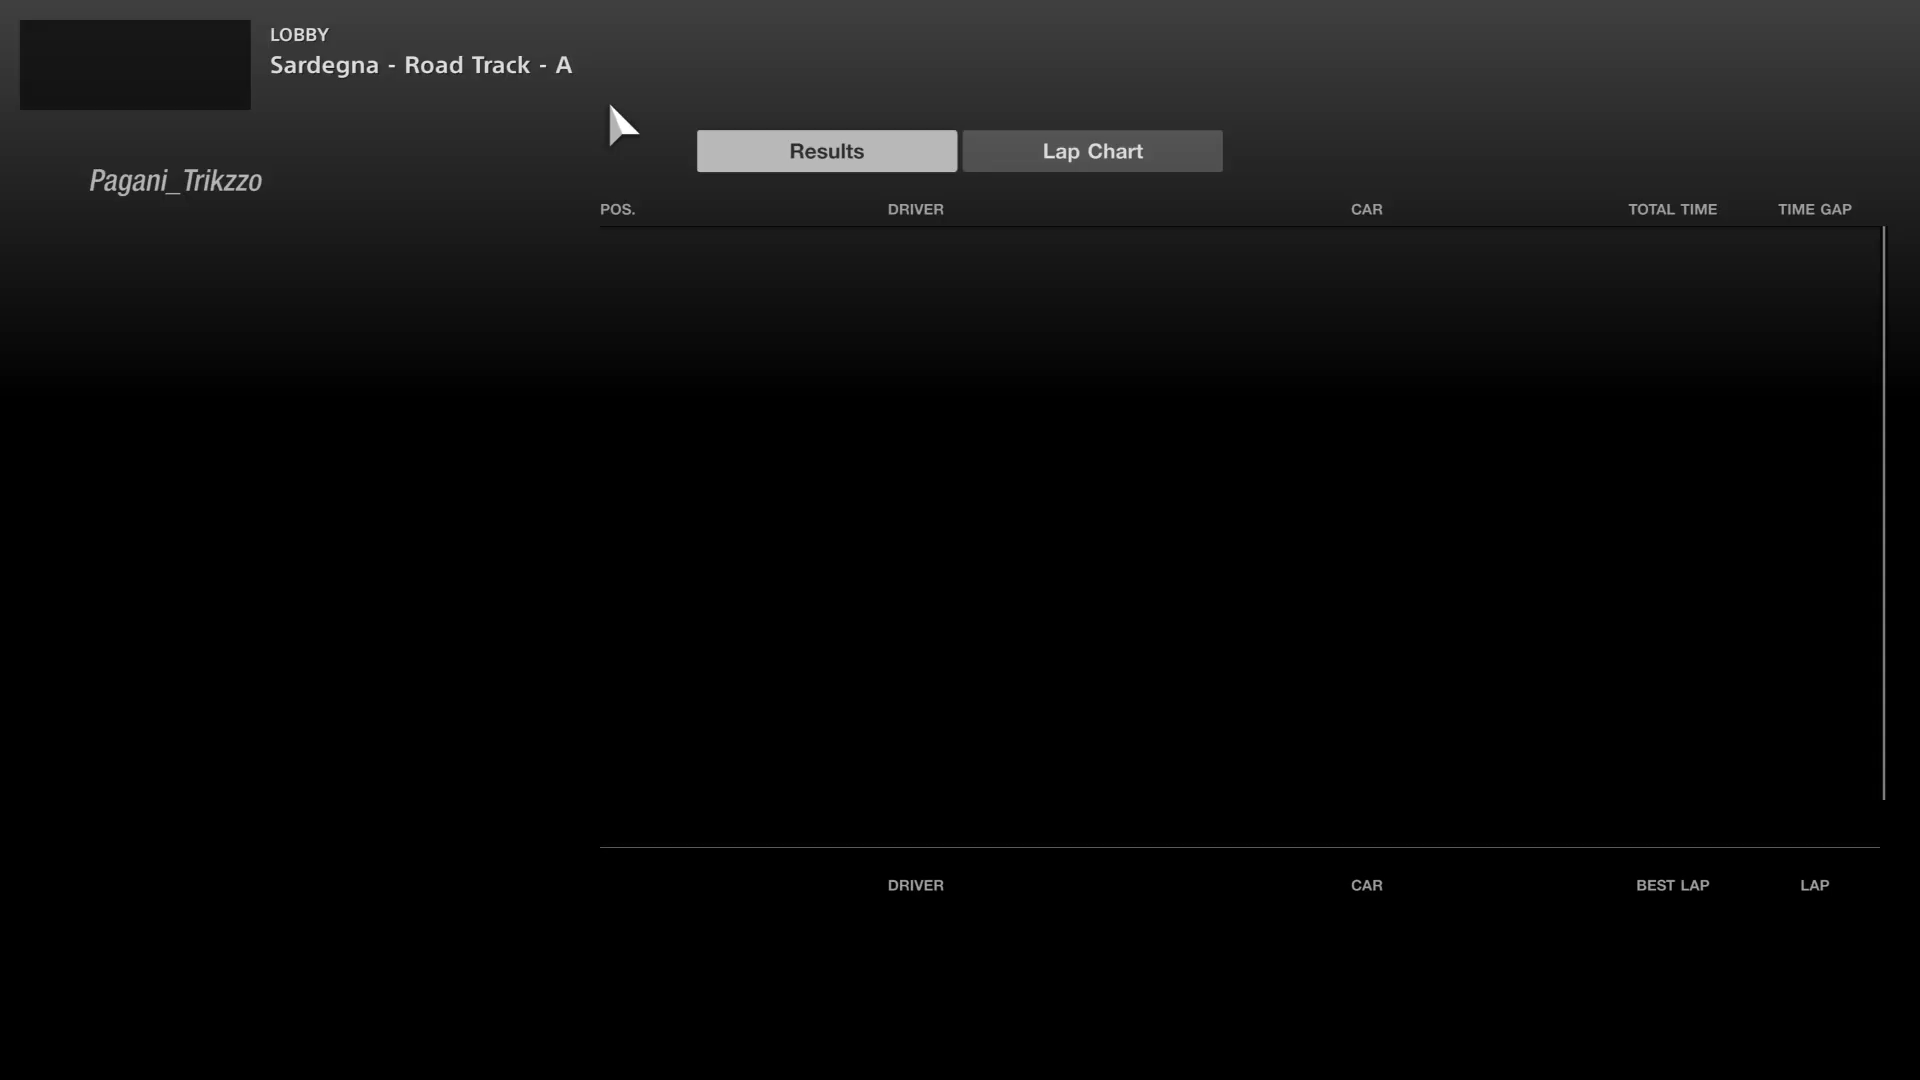 LOBBY
Sardegna - Road Track - A
Results
Lap Chart
Pagani_Trikzzo
POS.
DRIVER
CAR
TOTAL TIME
TIME GAP
DRIVER
CAR
BEST LAP
LAP